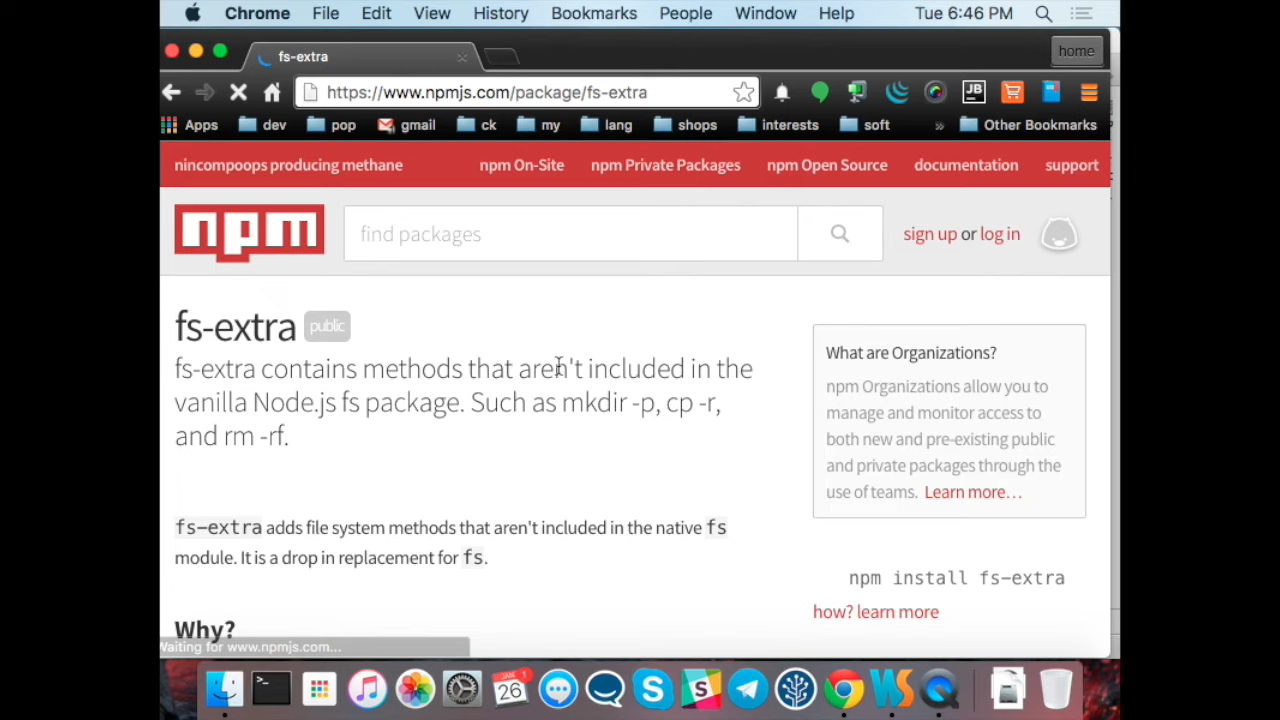 Chrome File Edit View History Bookmarks People Window Help Tue 6:46 PM
fs-extra home
https://www.npmjs.com/package/fs-extra JB
Apps dev pop gmail ck my lang shops interests soft » Other Bookmarks
nincompoops producing methane npm On-Site npm Private Packages npm Open Source documentation support
npm find packages sign up or log in
fs-extra public
fs-extra contains methods that aren't included in the
vanilla Node.js fs package. Such as mkdir -p, cp -r,
and rm -rf.
What are Organizations?
npm Organizations allow you to
manage and monitor access to
both new and pre-existing public
and private packages through the
use of teams. Learn more…
fs-extra adds file system methods that aren't included in the native fs
module. It is a drop in replacement for fs.
npm install fs-extra
how? learn more
Why?
Waiting for www.npmjs.com...
JAN
26